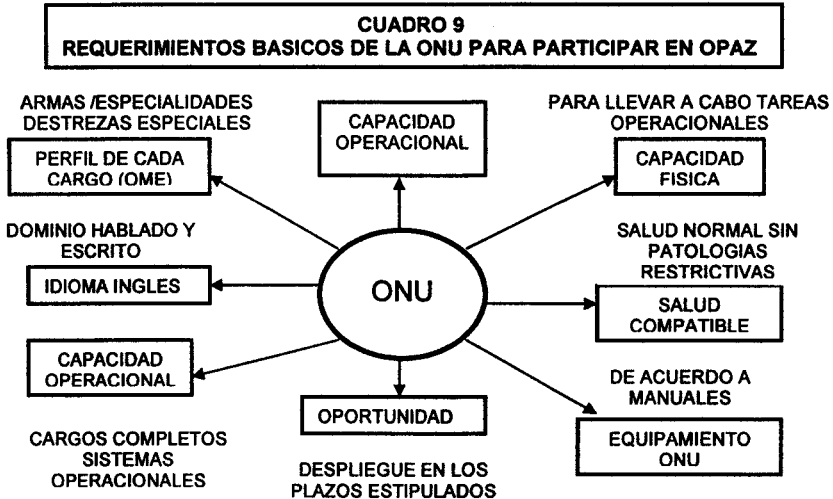 CUADRO 9
REQUERIMIENTOS BASICOS DE LA ONU PARA PARTICIPAR EN OPAZ
ARMAS /ESPECIALIDADES
DESTREZAS ESPECIALES
PERFIL DE CADA
CARGO (OME)
CAPACIDAD
OPERACIONAL
PARA LLEVAR A CABO TAREAS
OPERACIONALES
CAPACIDAD
FISICA
DOMINIO HABLADO Y
ESCRITO
IDIOMA INGLES
ONU
SALUD NORMAL SIN
PATOLOGIAS
RESTRICTIVAS
SALUD
COMPATIBLE
CAPACIDAD
OPERACIONAL
CARGOS COMPLETOS
SISTEMAS
OPERACIONALES
OPORTUNIDAD
DESPLIEGUE EN LOS
PLAZOS ESTIPULADOS
DE ACUERDO A
MANUALES
EQUIPAMIENTO
ONU